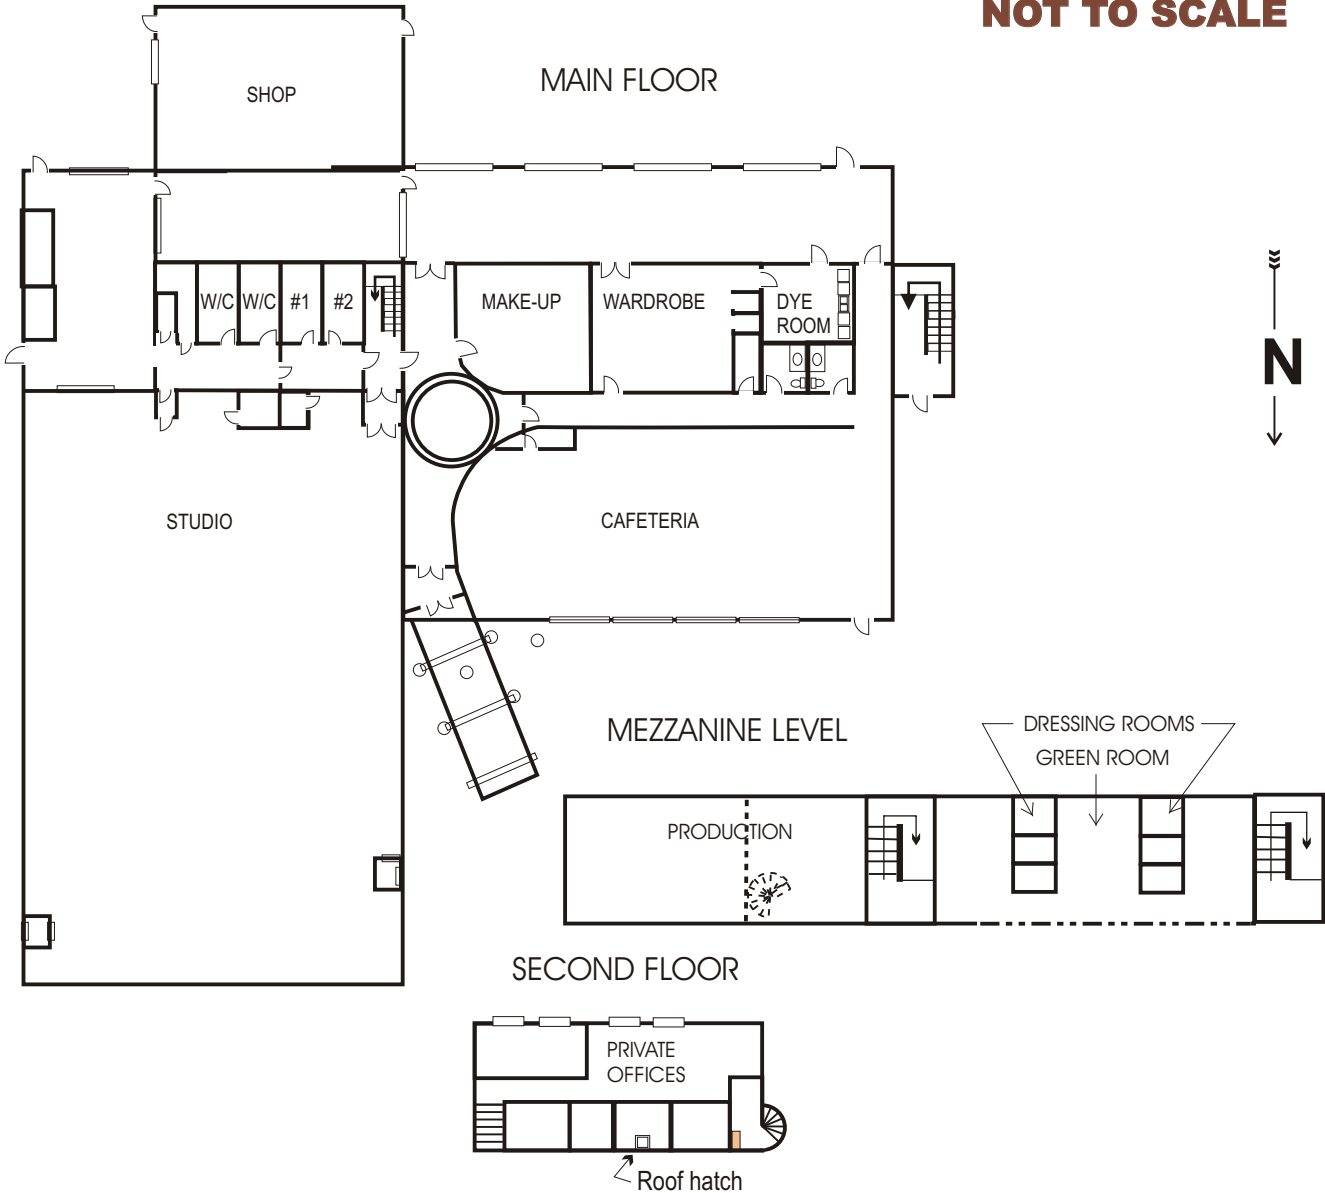 NOT TO SCALE
MAIN FLOOR
SHOP
W/C
W/C
#1
#2
MAKE-UP
WARDROBE
DYE
ROOM
N
STUDIO
CAFETERIA
MEZZANINE LEVEL
DRESSING ROOMS
GREEN ROOM
PRODUCTION
SECOND FLOOR
PRIVATE
OFFICES
Roof hatch